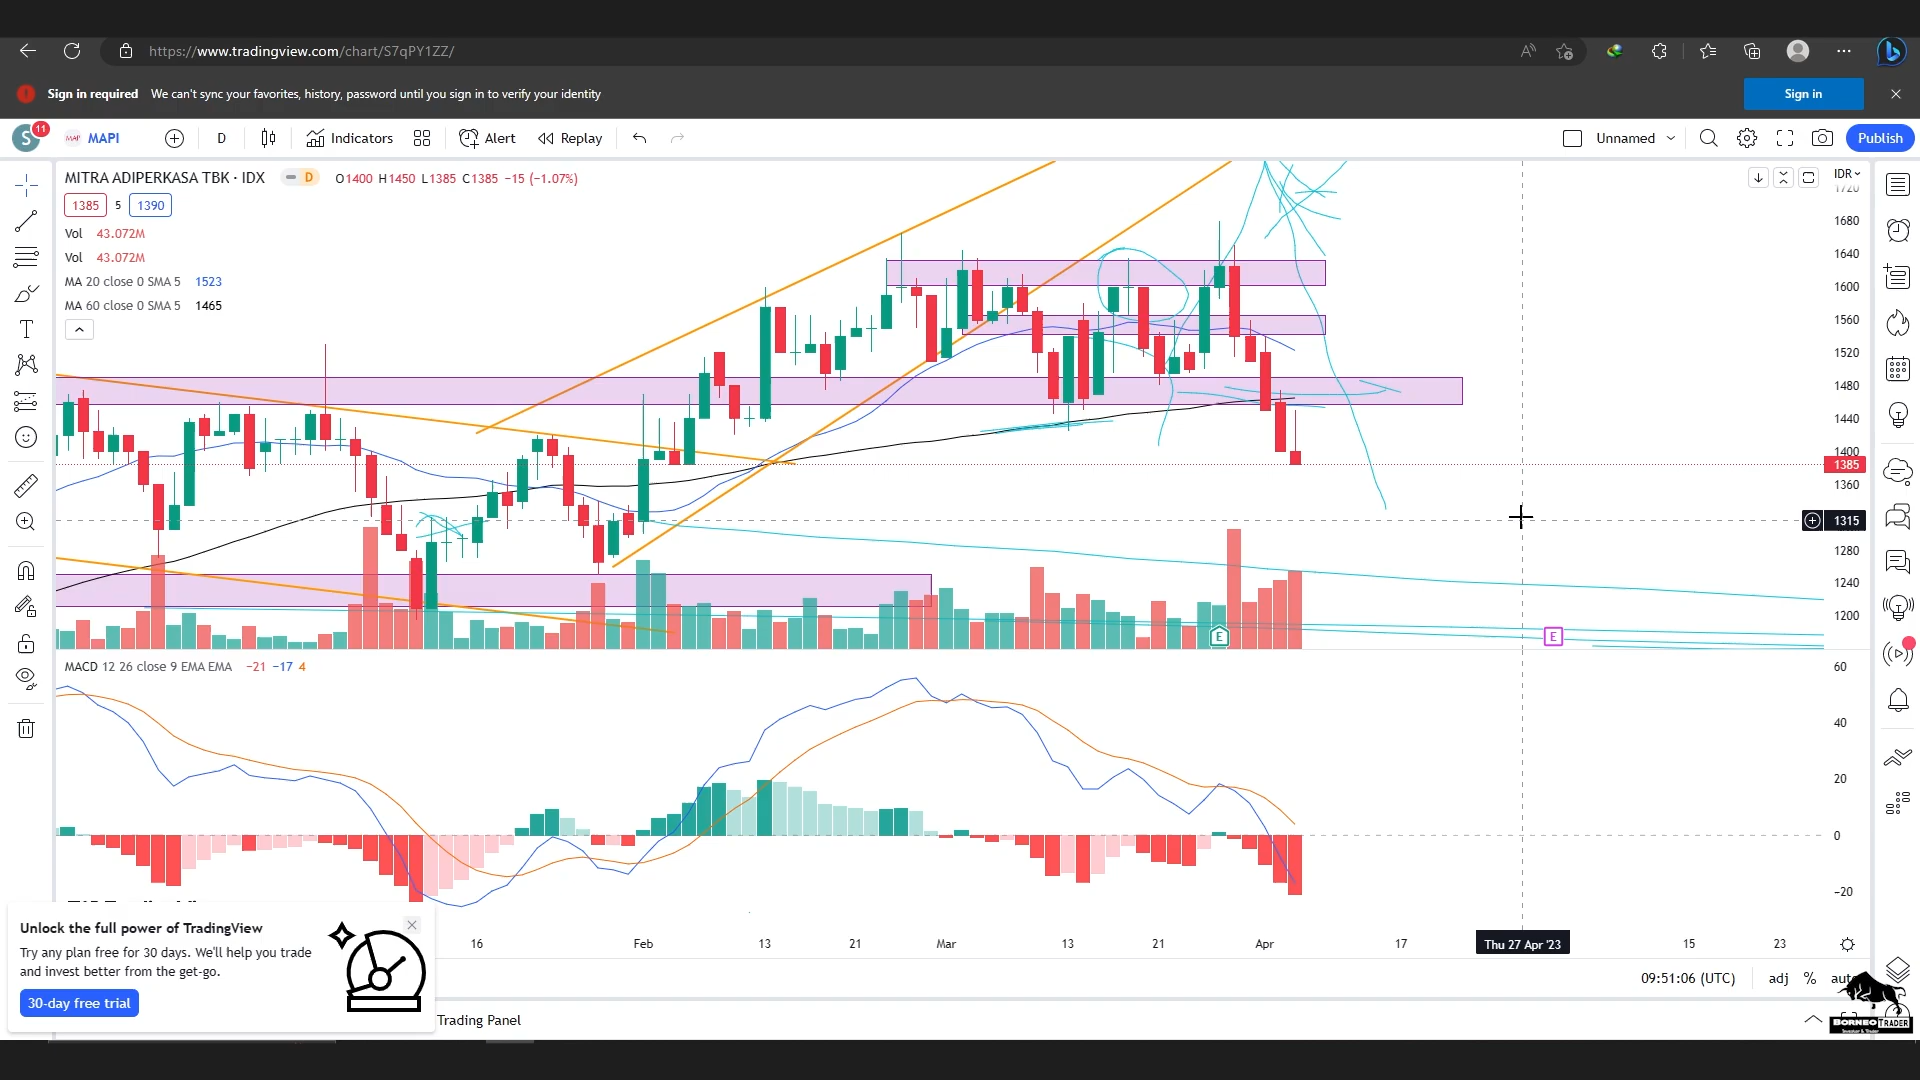 https://www.tradingview.com/chart/S7qPY1ZZ/
Sign in required We can't sync your favorites, history, password until you sign in to verify your identity
Sign in
S 11 MAP MAPI D Indicators Alert Replay Unnamed Publish
MITRA ADIPERKASA TBK · IDX D O1400 H1450 L1385 C1385 −15 (−1.07%)
IDR
1385 5 1390
Vol 43.072M
Vol 43.072M
MA 20 close 0 SMA 5 1523
MA 60 close 0 SMA 5 1465
1720
1680
1640
1600
1560
1520
1480
1440
1400
1385
1360
1315
1280
1240
1200
E E
MACD 12 26 close 9 EMA EMA −21 −17 4
60
40
20
0
−20
16 Feb 13 21 Mar 13 21 Apr 17 Thu 27 Apr '23 15 23
Unlock the full power of TradingView
Try any plan free for 30 days. We'll help you trade
and invest better from the get-go.
30-day free trial
09:51:06 (UTC) adj % auto
Trading Panel
BORNEO TRADER